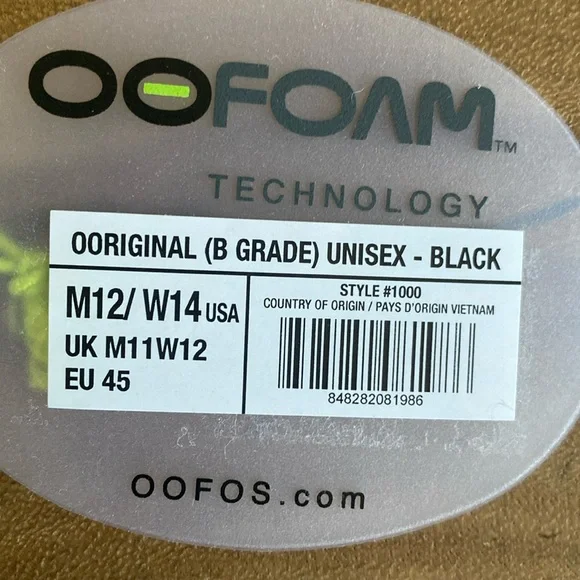 OOFOAM™
TECHNOLOGY
OORIGINAL (B GRADE) UNISEX - BLACK
M12/ W14 USA
UK M11W12
EU 45
STYLE #1000
COUNTRY OF ORIGIN / PAYS D'ORIGIN VIETNAM
848282081986
OOFOS.com